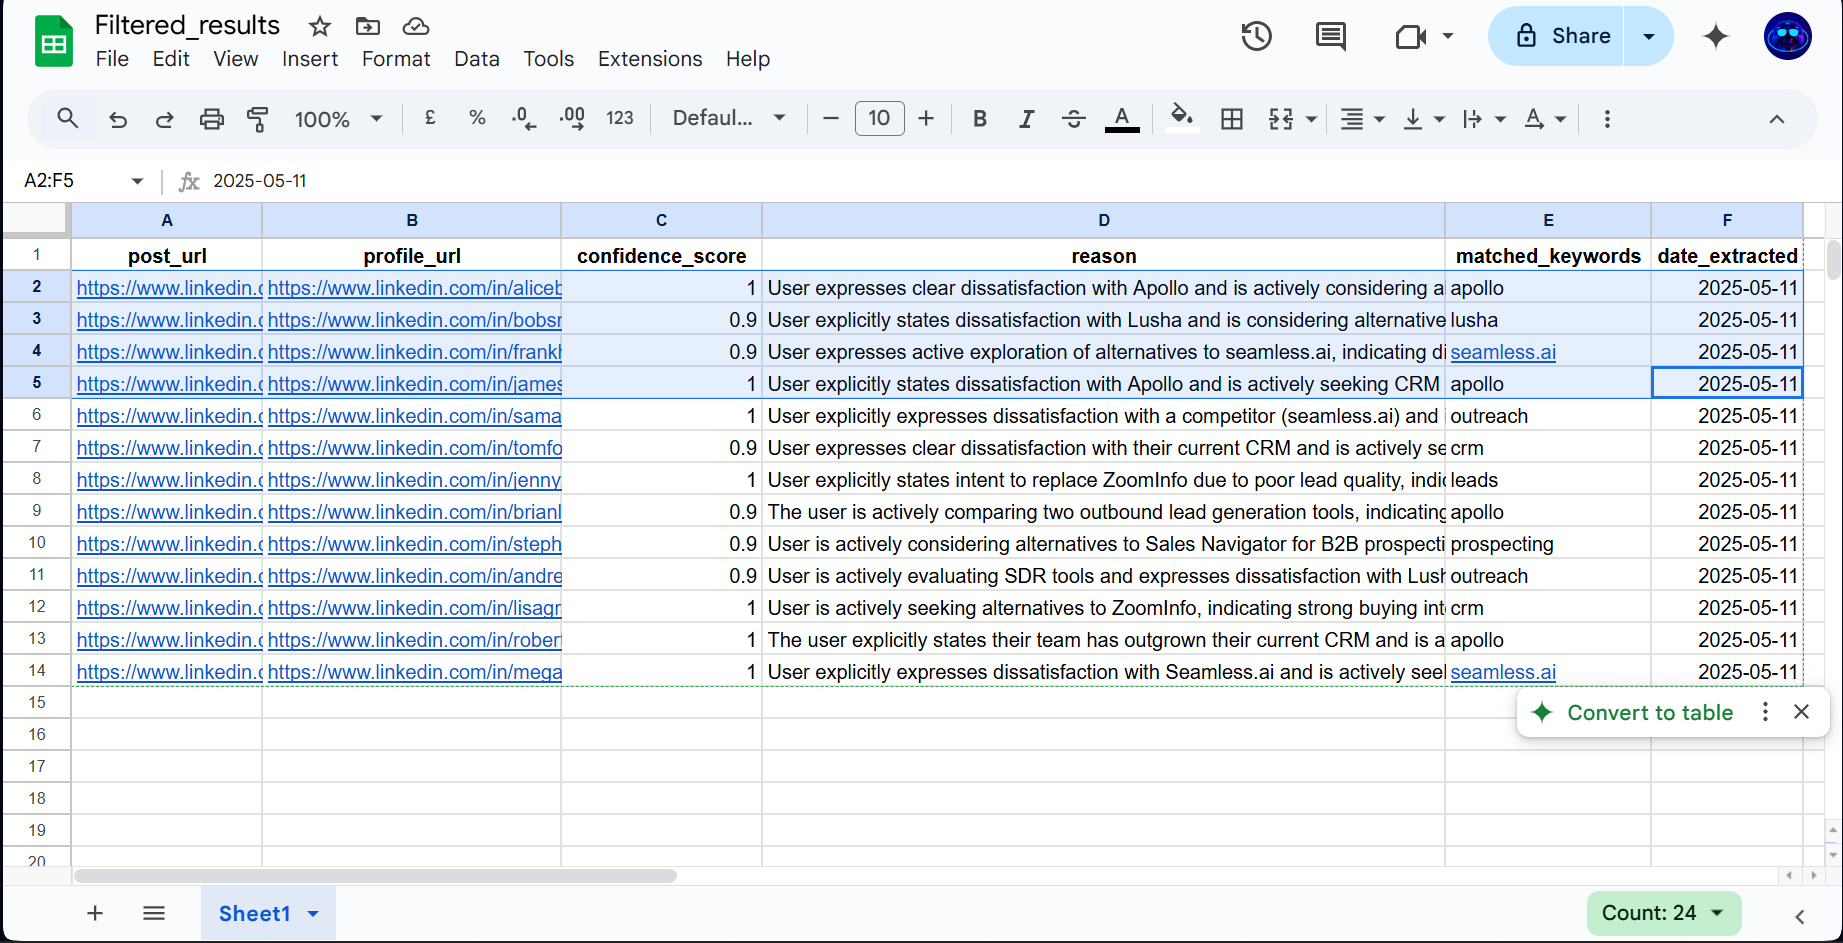 Filtered_results
File Edit View Insert Format Data Tools Extensions Help
Share
100% £ % .0 .00 123 Defaul... 10 B I A A
A2:F5 fx 2025-05-11
A B C D E F
1 post_url profile_url confidence_score reason matched_keywords date_extracted
2 https://www.linkedin.c https://www.linkedin.com/in/aliceb 1 User expresses clear dissatisfaction with Apollo and is actively considering a apollo 2025-05-11
3 https://www.linkedin.c https://www.linkedin.com/in/bobsr 0.9 User explicitly states dissatisfaction with Lusha and is considering alternative lusha 2025-05-11
4 https://www.linkedin.c https://www.linkedin.com/in/frankh 0.9 User expresses active exploration of alternatives to seamless.ai, indicating di seamless.ai 2025-05-11
5 https://www.linkedin.c https://www.linkedin.com/in/james 1 User explicitly states dissatisfaction with Apollo and is actively seeking CRM apollo 2025-05-11
6 https://www.linkedin.c https://www.linkedin.com/in/sama 1 User explicitly expresses dissatisfaction with a competitor (seamless.ai) and outreach 2025-05-11
7 https://www.linkedin.c https://www.linkedin.com/in/tomfo 0.9 User expresses clear dissatisfaction with their current CRM and is actively se crm 2025-05-11
8 https://www.linkedin.c https://www.linkedin.com/in/jenny 1 User explicitly states intent to replace ZoomInfo due to poor lead quality, indic leads 2025-05-11
9 https://www.linkedin.c https://www.linkedin.com/in/brianl 0.9 The user is actively comparing two outbound lead generation tools, indicating apollo 2025-05-11
10 https://www.linkedin.c https://www.linkedin.com/in/steph 0.9 User is actively considering alternatives to Sales Navigator for B2B prospecti prospecting 2025-05-11
11 https://www.linkedin.c https://www.linkedin.com/in/andre 0.9 User is actively evaluating SDR tools and expresses dissatisfaction with Lush outreach 2025-05-11
12 https://www.linkedin.c https://www.linkedin.com/in/lisagr 1 User is actively seeking alternatives to ZoomInfo, indicating strong buying int crm 2025-05-11
13 https://www.linkedin.c https://www.linkedin.com/in/rober 1 The user explicitly states their team has outgrown their current CRM and is a apollo 2025-05-11
14 https://www.linkedin.c https://www.linkedin.com/in/mega 1 User explicitly expresses dissatisfaction with Seamless.ai and is actively seel seamless.ai 2025-05-11
15
Convert to table
16
17
18
19
20
Sheet1
Count: 24